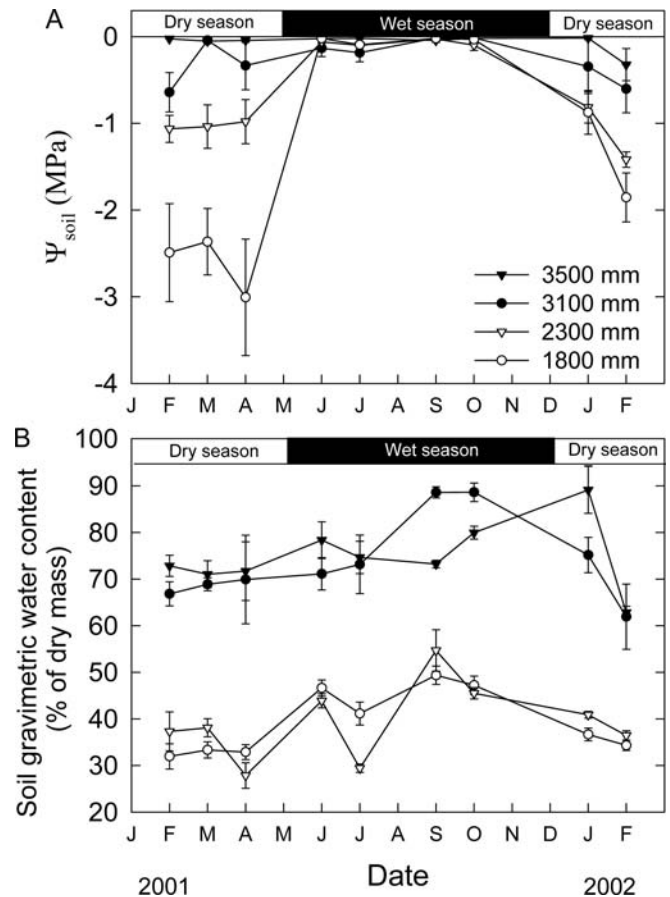 A
Dry season Wet season Dry season
0
-1
-2
-3
-4
Ψsoil (MPa)
3500 mm
3100 mm
2300 mm
1800 mm
J F M A M J J A S O N D J F
B
Dry season Wet season Dry season
100
90
80
70
60
50
40
30
20
Soil gravimetric water content
(% of dry mass)
J F M A M J J A S O N D J F
Date
2001 2002